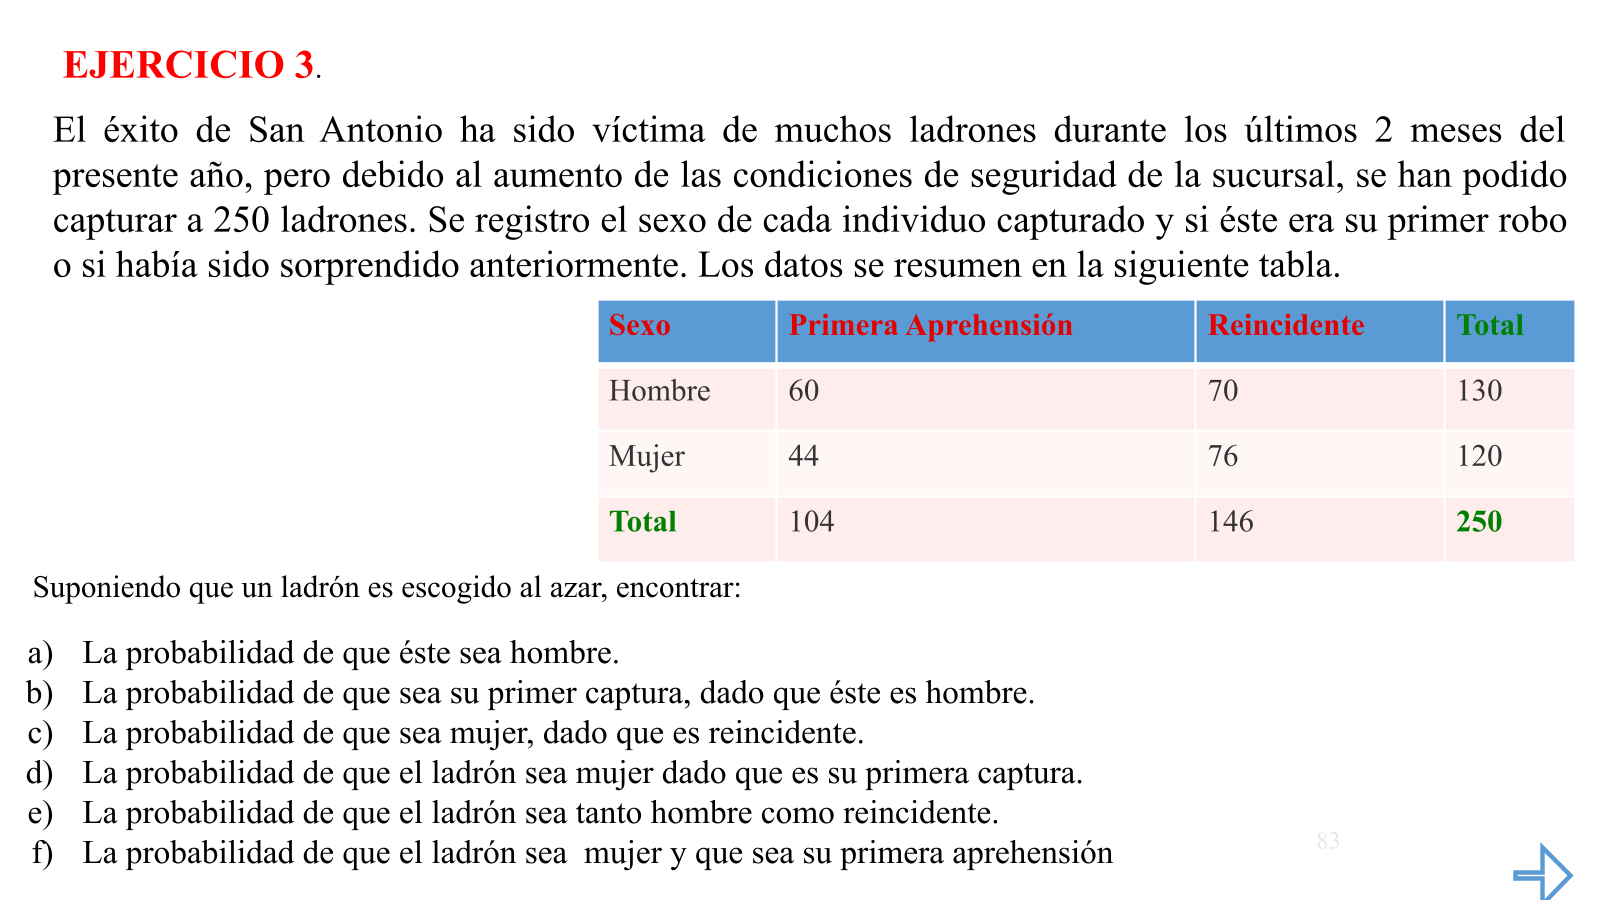 EJERCICIO 3.
El éxito de San Antonio ha sido víctima de muchos ladrones durante los últimos 2 meses del
presente año, pero debido al aumento de las condiciones de seguridad de la sucursal, se han podido
capturar a 250 ladrones. Se registro el sexo de cada individuo capturado y si éste era su primer robo
o si había sido sorprendido anteriormente. Los datos se resumen en la siguiente tabla.
Sexo Primera Aprehensión Reincidente Total
Hombre 60 70 130
Mujer 44 76 120
Total 104 146 250
Suponiendo que un ladrón es escogido al azar, encontrar:
a) La probabilidad de que éste sea hombre.
b) La probabilidad de que sea su primer captura, dado que éste es hombre.
c) La probabilidad de que sea mujer, dado que es reincidente.
d) La probabilidad de que el ladrón sea mujer dado que es su primera captura.
e) La probabilidad de que el ladrón sea tanto hombre como reincidente.
f) La probabilidad de que el ladrón sea mujer y que sea su primera aprehensión
83